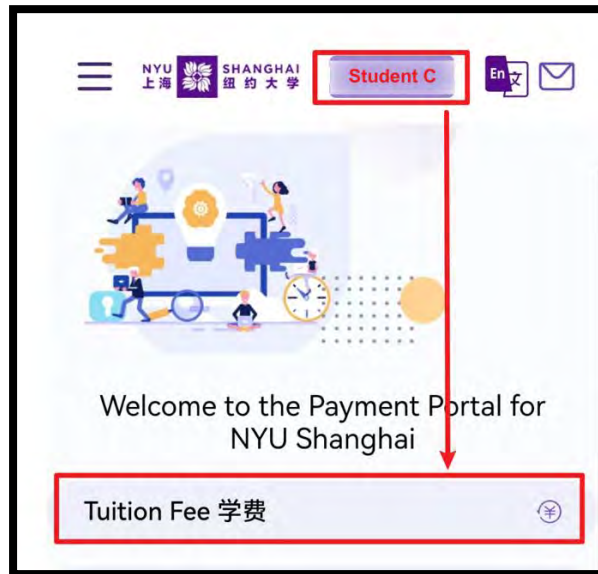 NYU SHANGHAI
上海 纽约大学
Student C
En 文
Welcome to the Payment Portal for
NYU Shanghai
Tuition Fee 学费
¥